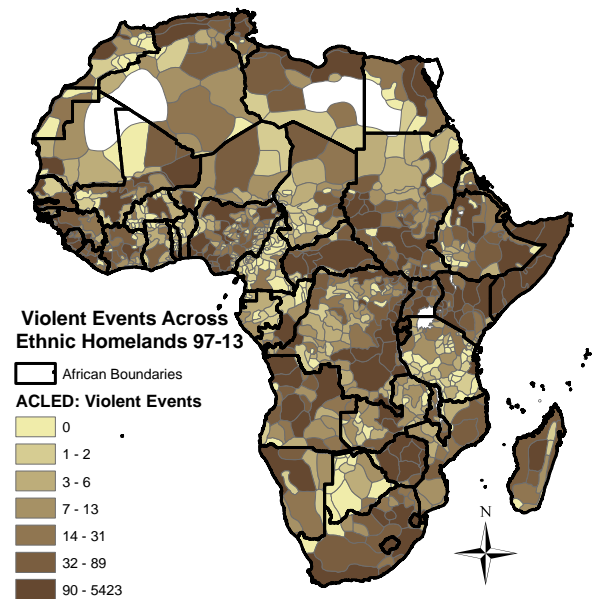 Violent Events Across
Ethnic Homelands 97-13
African Boundaries
ACLED: Violent Events
0
1 - 2
3 - 6
7 - 13
14 - 31
32 - 89
90 - 5423
N